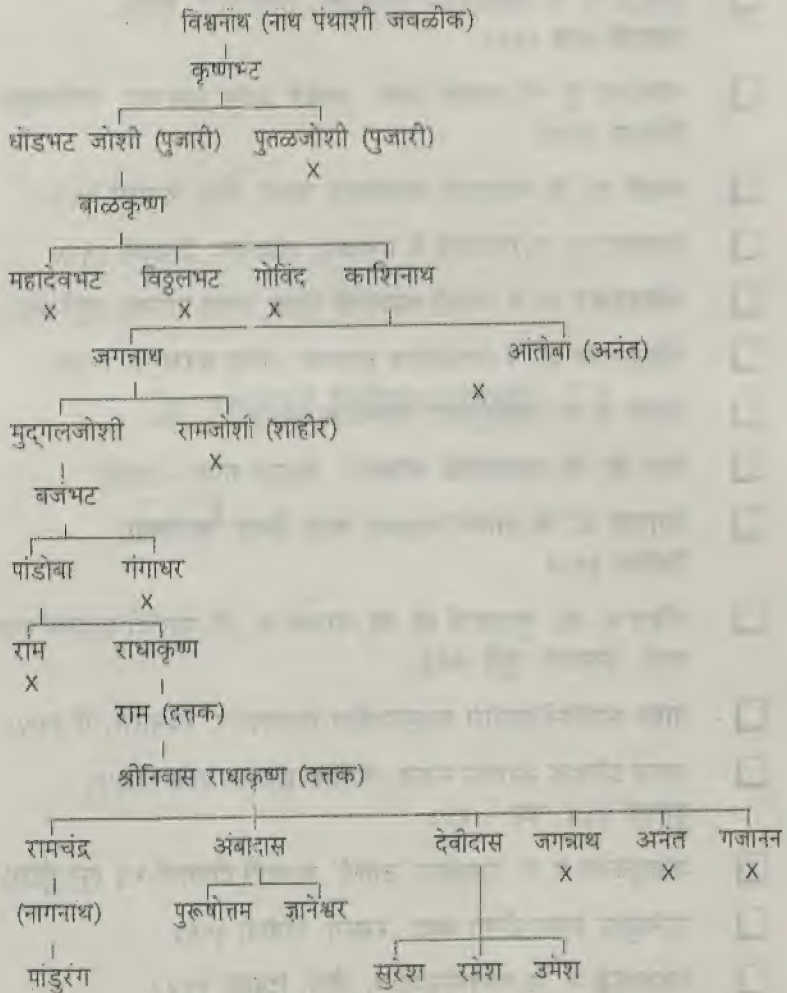 विश्वनाथ (नाथ पंथाशी जवळीक)
कृष्णभट
धोंडभट जोशी (पुजारी) पुतळजोशी (पुजारी)
X
बाळकृष्ण
महादेवभट विठ्ठलभट गोविंद काशिनाथ
X X X
जगन्नाथ आंतोबा (अनंत)
X
मुद्गलजोशी रामजोशी (शाहीर)
X
बजंभट
पांडोबा गंगाधर
X
राम राधाकृष्ण
X
राम (दत्तक)
श्रीनिवास राधाकृष्ण (दत्तक)
रामचंद्र अंबादास देवीदास जगन्नाथ अनंत गजानन
X X X
(नागनाथ) पुरूषोत्तम ज्ञानेश्वर
पांडुरंग सुरेश रमेश उमेश